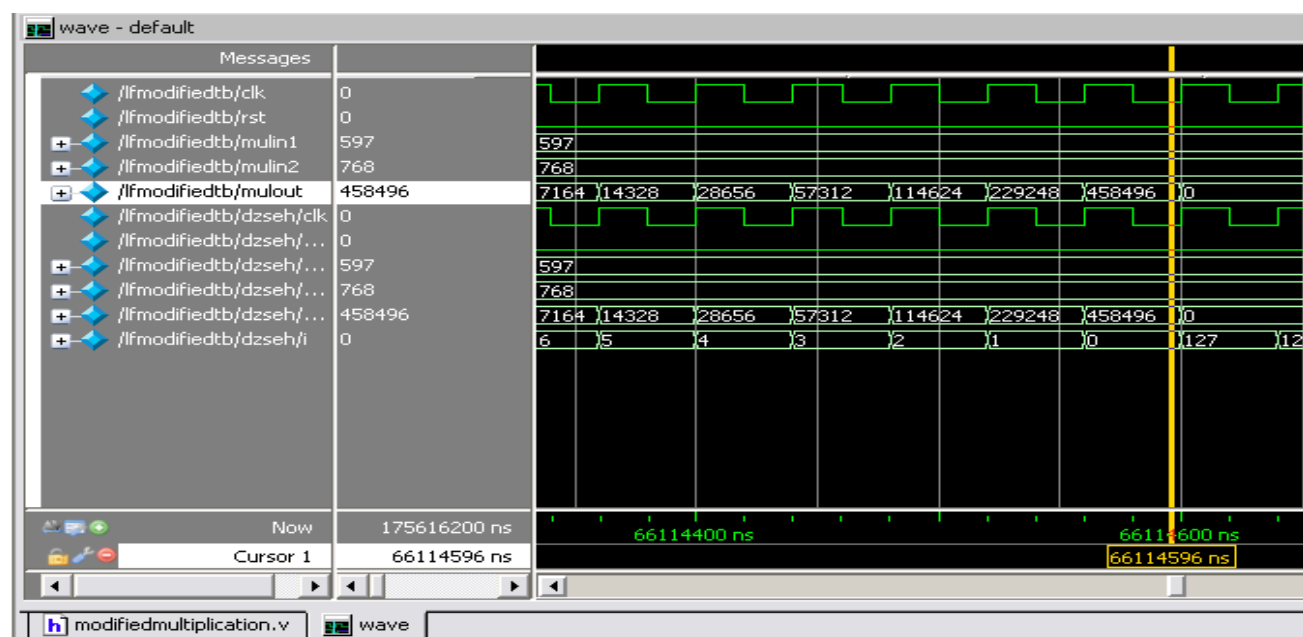 wave - default
Messages
/lfmodifiedtb/clk 0
/lfmodifiedtb/rst 0
/lfmodifiedtb/mulin1 597 597
/lfmodifiedtb/mulin2 768 768
/lfmodifiedtb/mulout 458496 7164 14328 28656 57312 114624 229248 458496 0
/lfmodifiedtb/dzseh/clk 0
/lfmodifiedtb/dzseh/... 0
/lfmodifiedtb/dzseh/... 597 597
/lfmodifiedtb/dzseh/... 768 768
/lfmodifiedtb/dzseh/... 458496 7164 14328 28656 57312 114624 229248 458496 0
/lfmodifiedtb/dzseh/i 0 6 5 4 3 2 1 0 127 12
Now 175616200 ns 66114400 ns 66114600 ns
Cursor 1 66114596 ns 66114596 ns
h modifiedmultiplication.v wave